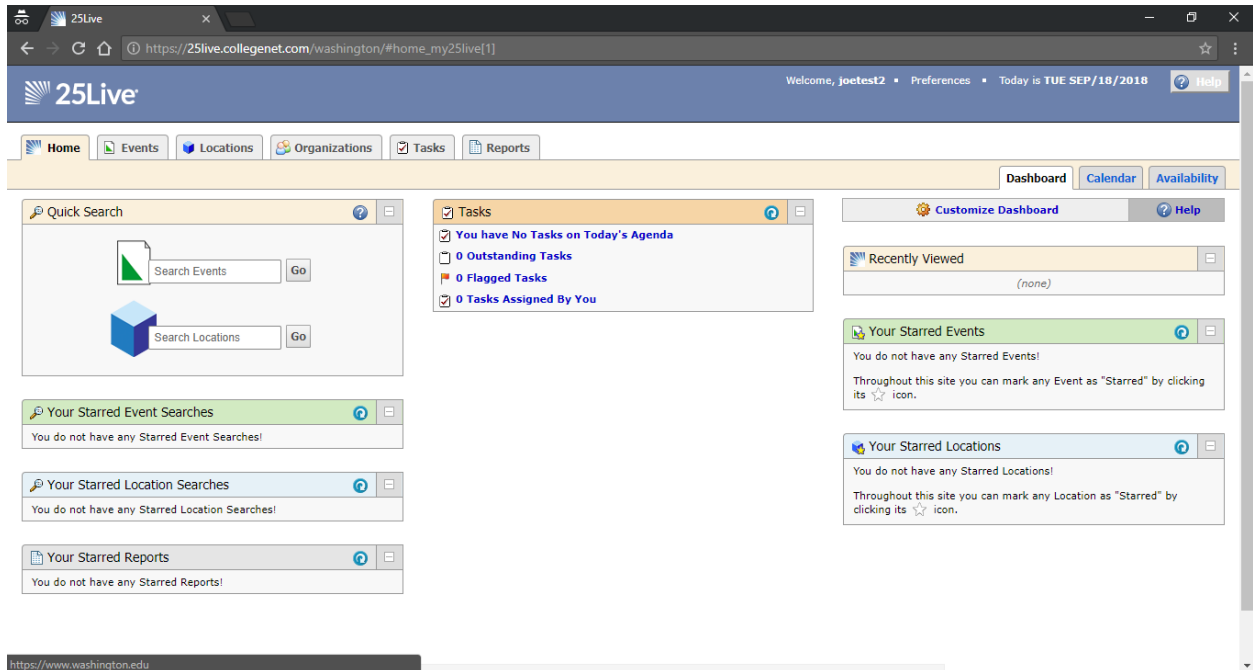 25Live
https://25live.collegenet.com/washington/#home_my25live[1]
25Live
Welcome, joetest2 ▪ Preferences ▪ Today is TUE SEP/18/2018
Help
Home
Events
Locations
Organizations
Tasks
Reports
Dashboard
Calendar
Availability
Quick Search
Search Events
Go
Search Locations
Go
Your Starred Event Searches
You do not have any Starred Event Searches!
Your Starred Location Searches
You do not have any Starred Location Searches!
Your Starred Reports
You do not have any Starred Reports!
Tasks
You have No Tasks on Today's Agenda
0 Outstanding Tasks
0 Flagged Tasks
0 Tasks Assigned By You
Customize Dashboard
Help
Recently Viewed
(none)
Your Starred Events
You do not have any Starred Events!
Throughout this site you can mark any Event as "Starred" by clicking
its ☆ icon.
Your Starred Locations
You do not have any Starred Locations!
Throughout this site you can mark any Location as "Starred" by
clicking its ☆ icon.
https://www.washington.edu